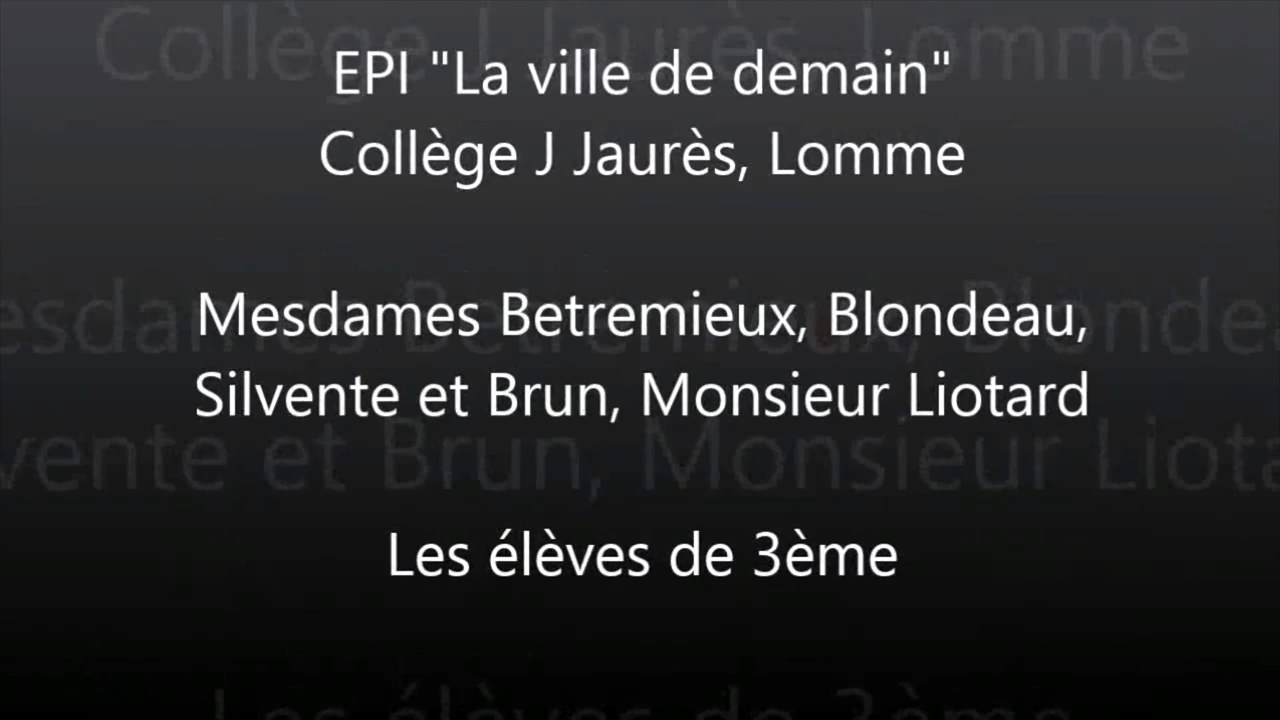 EPI "La ville de demain"
Collège J Jaurès, Lomme
Mesdames Betremieux, Blondeau,
Silvente et Brun, Monsieur Liotard
Les élèves de 3ème